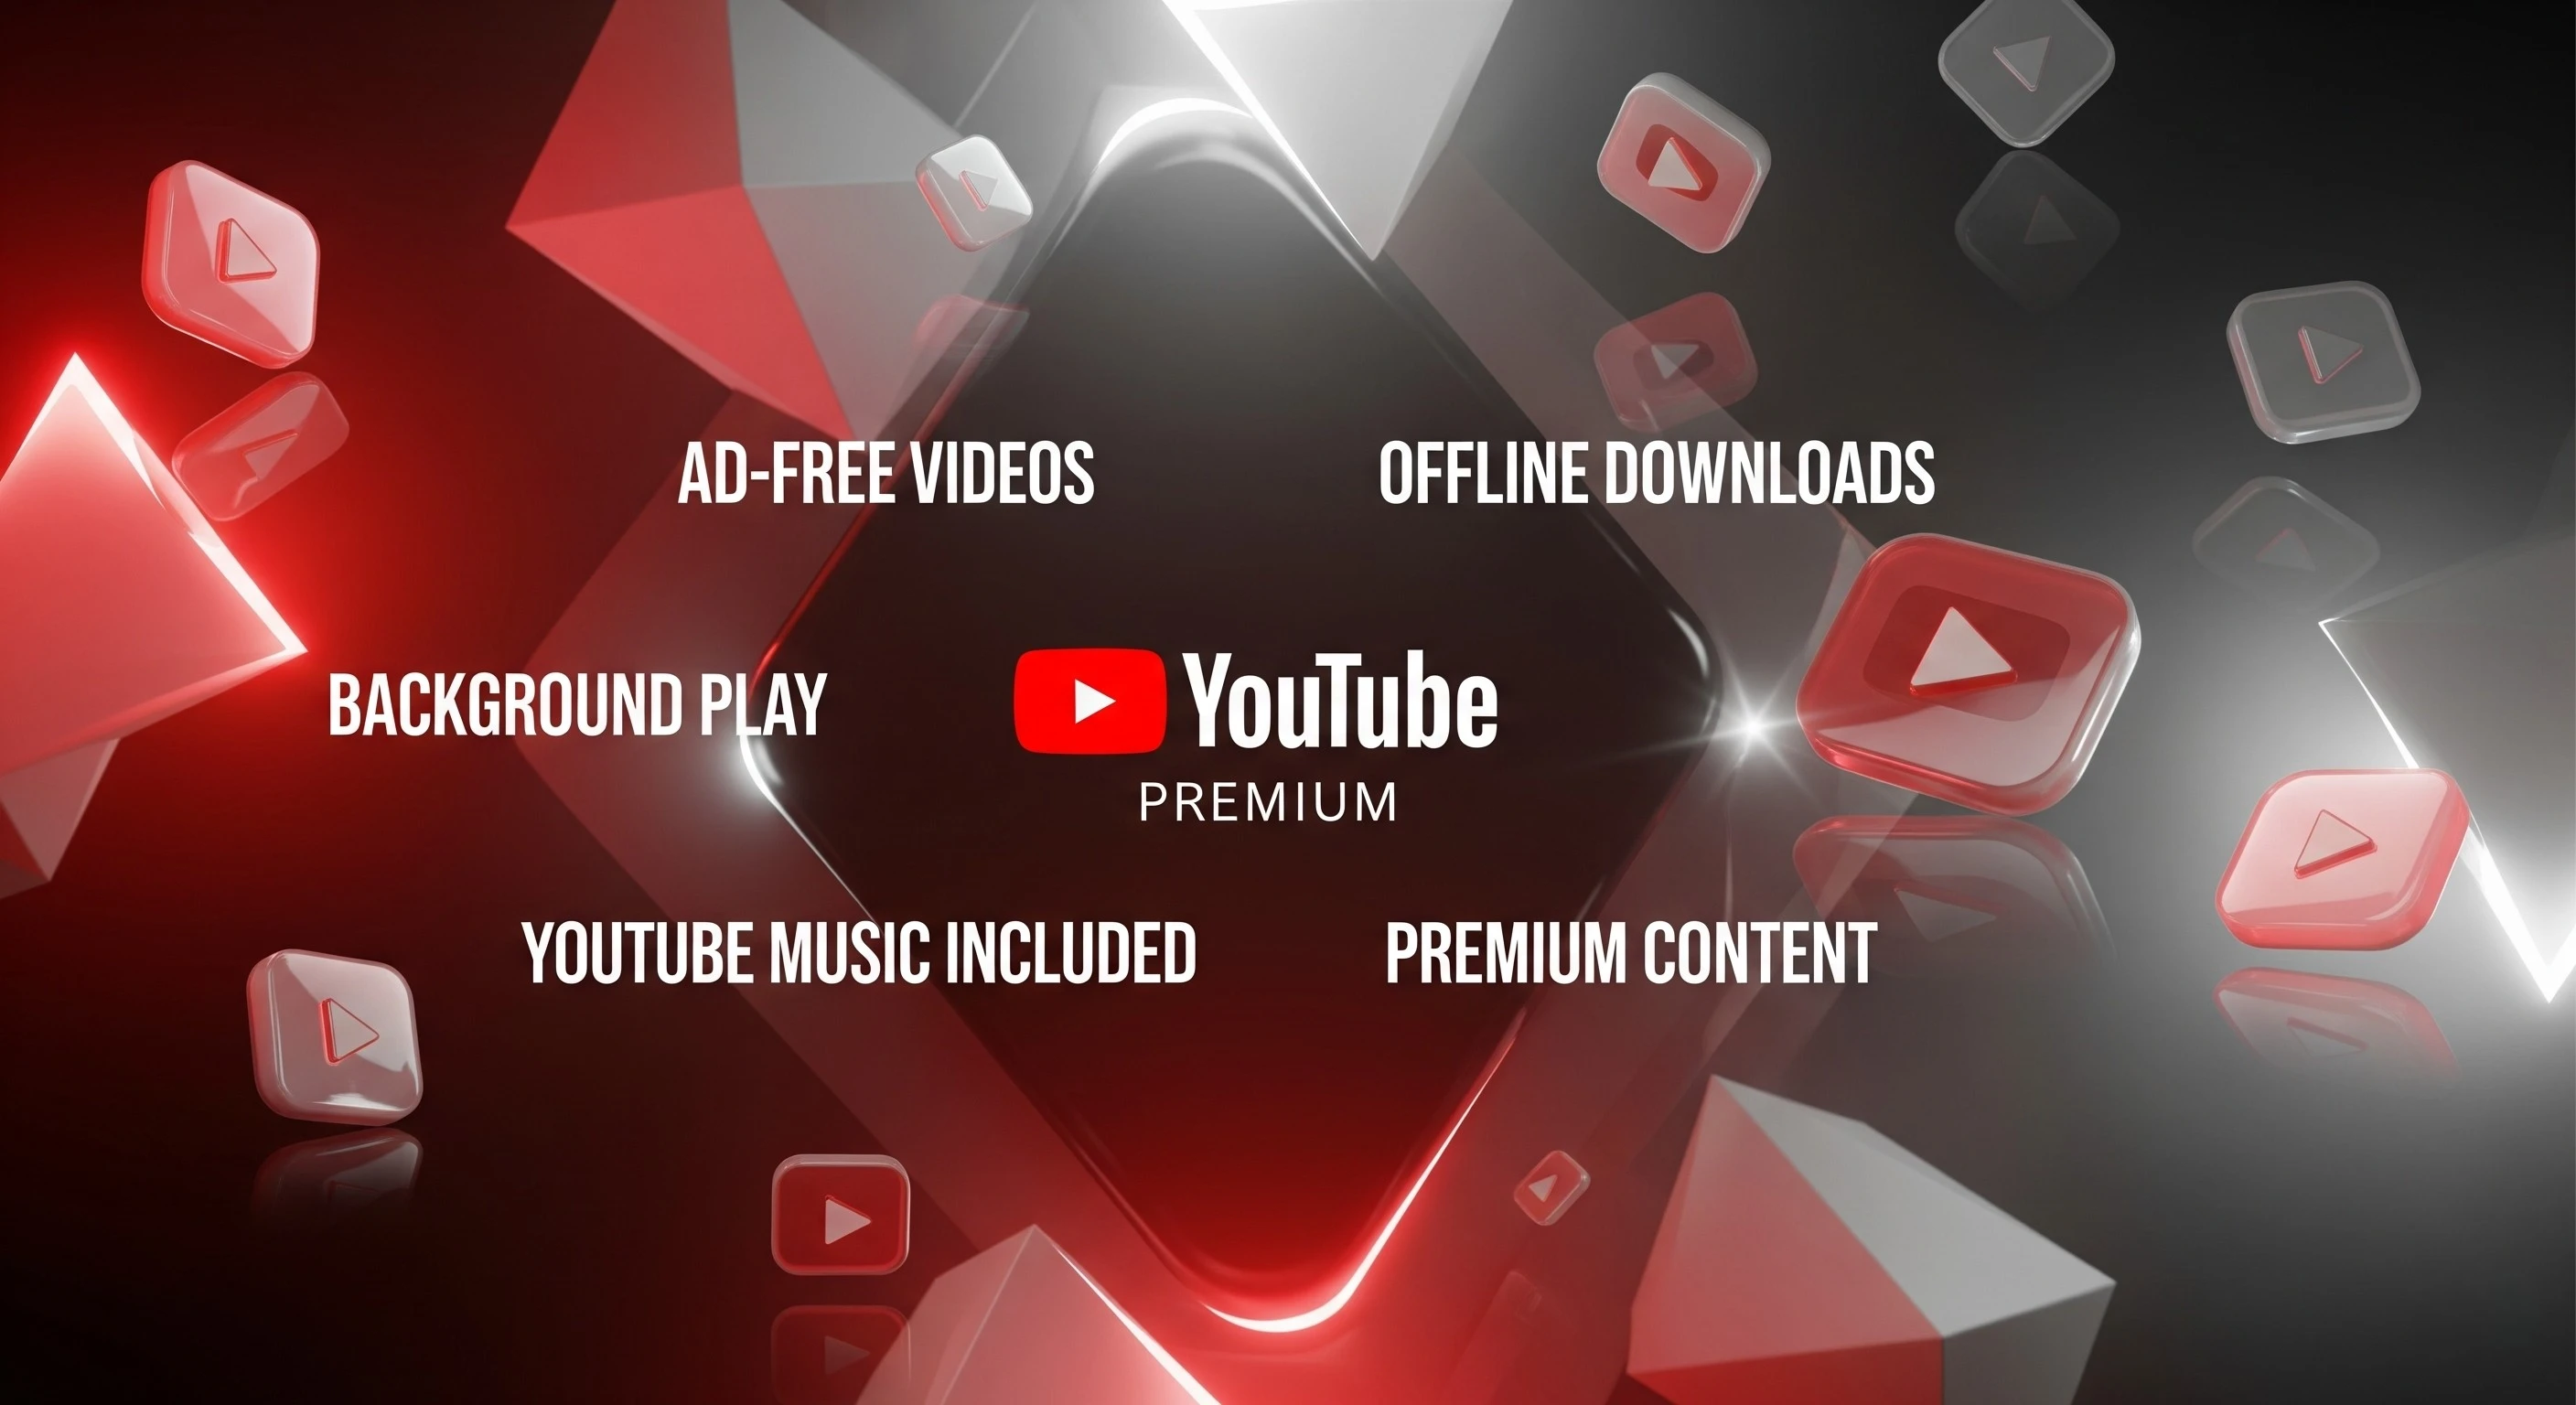 AD-FREE VIDEOS
OFFLINE DOWNLOADS
BACKGROUND PLAY
YouTube
PREMIUM
YOUTUBE MUSIC INCLUDED
PREMIUM CONTENT